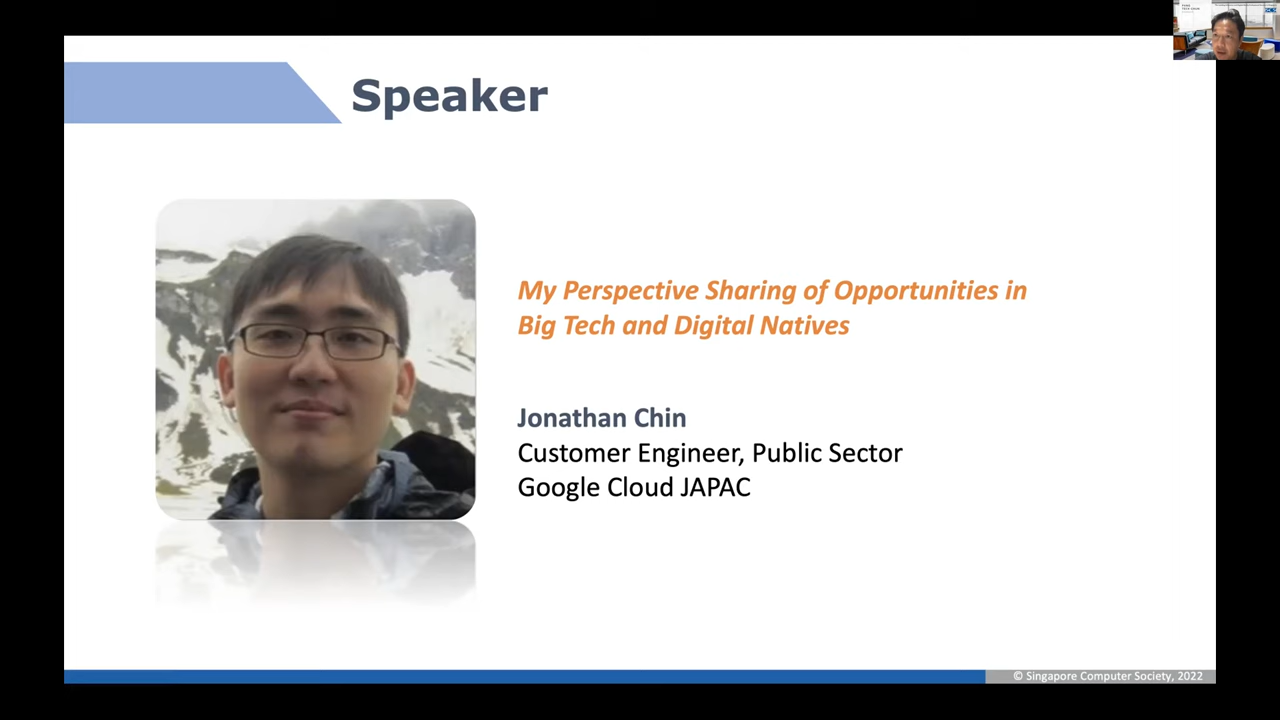 Speaker
My Perspective Sharing of Opportunities in
Big Tech and Digital Natives
Jonathan Chin
Customer Engineer, Public Sector
Google Cloud JAPAC
© Singapore Computer Society, 2022